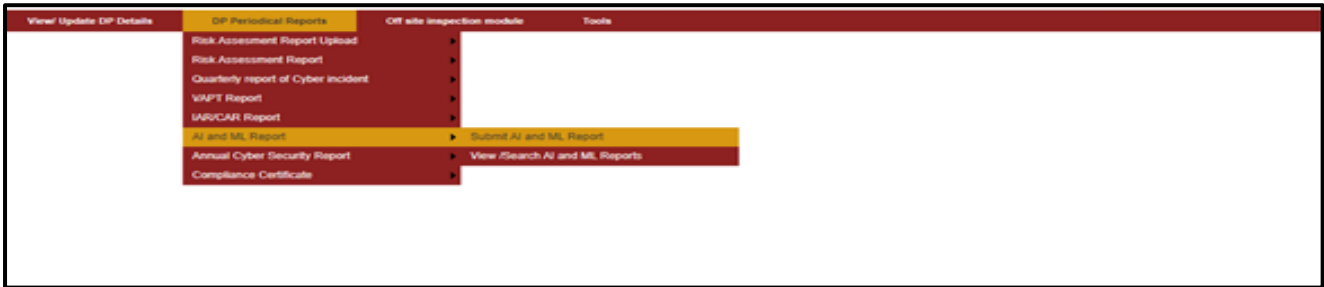 View/ Update DP Details DP Periodical Reports Off site inspection module Tools
Risk Assesment Report Upload
Risk Assessment Report
Quarterly report of Cyber incident
VAPT Report
IAR/CAR Report
AI and ML Report Submit AI and ML Report
Annual Cyber Security Report View /Search AI and ML Reports
Compliance Certificate